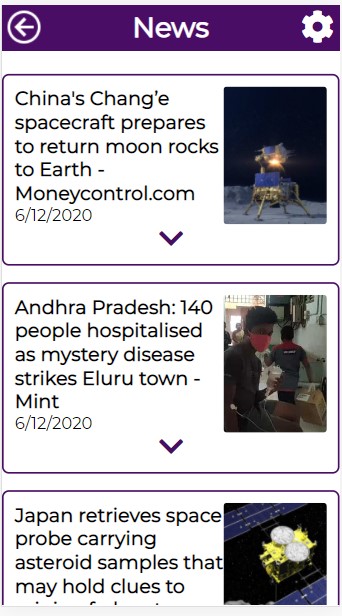 News
China's Chang’e
spacecraft prepares
to return moon rocks
to Earth -
Moneycontrol.com
6/12/2020
Andhra Pradesh: 140
people hospitalised
as mystery disease
strikes Eluru town -
Mint
6/12/2020
Japan retrieves space
probe carrying
asteroid samples that
may hold clues to